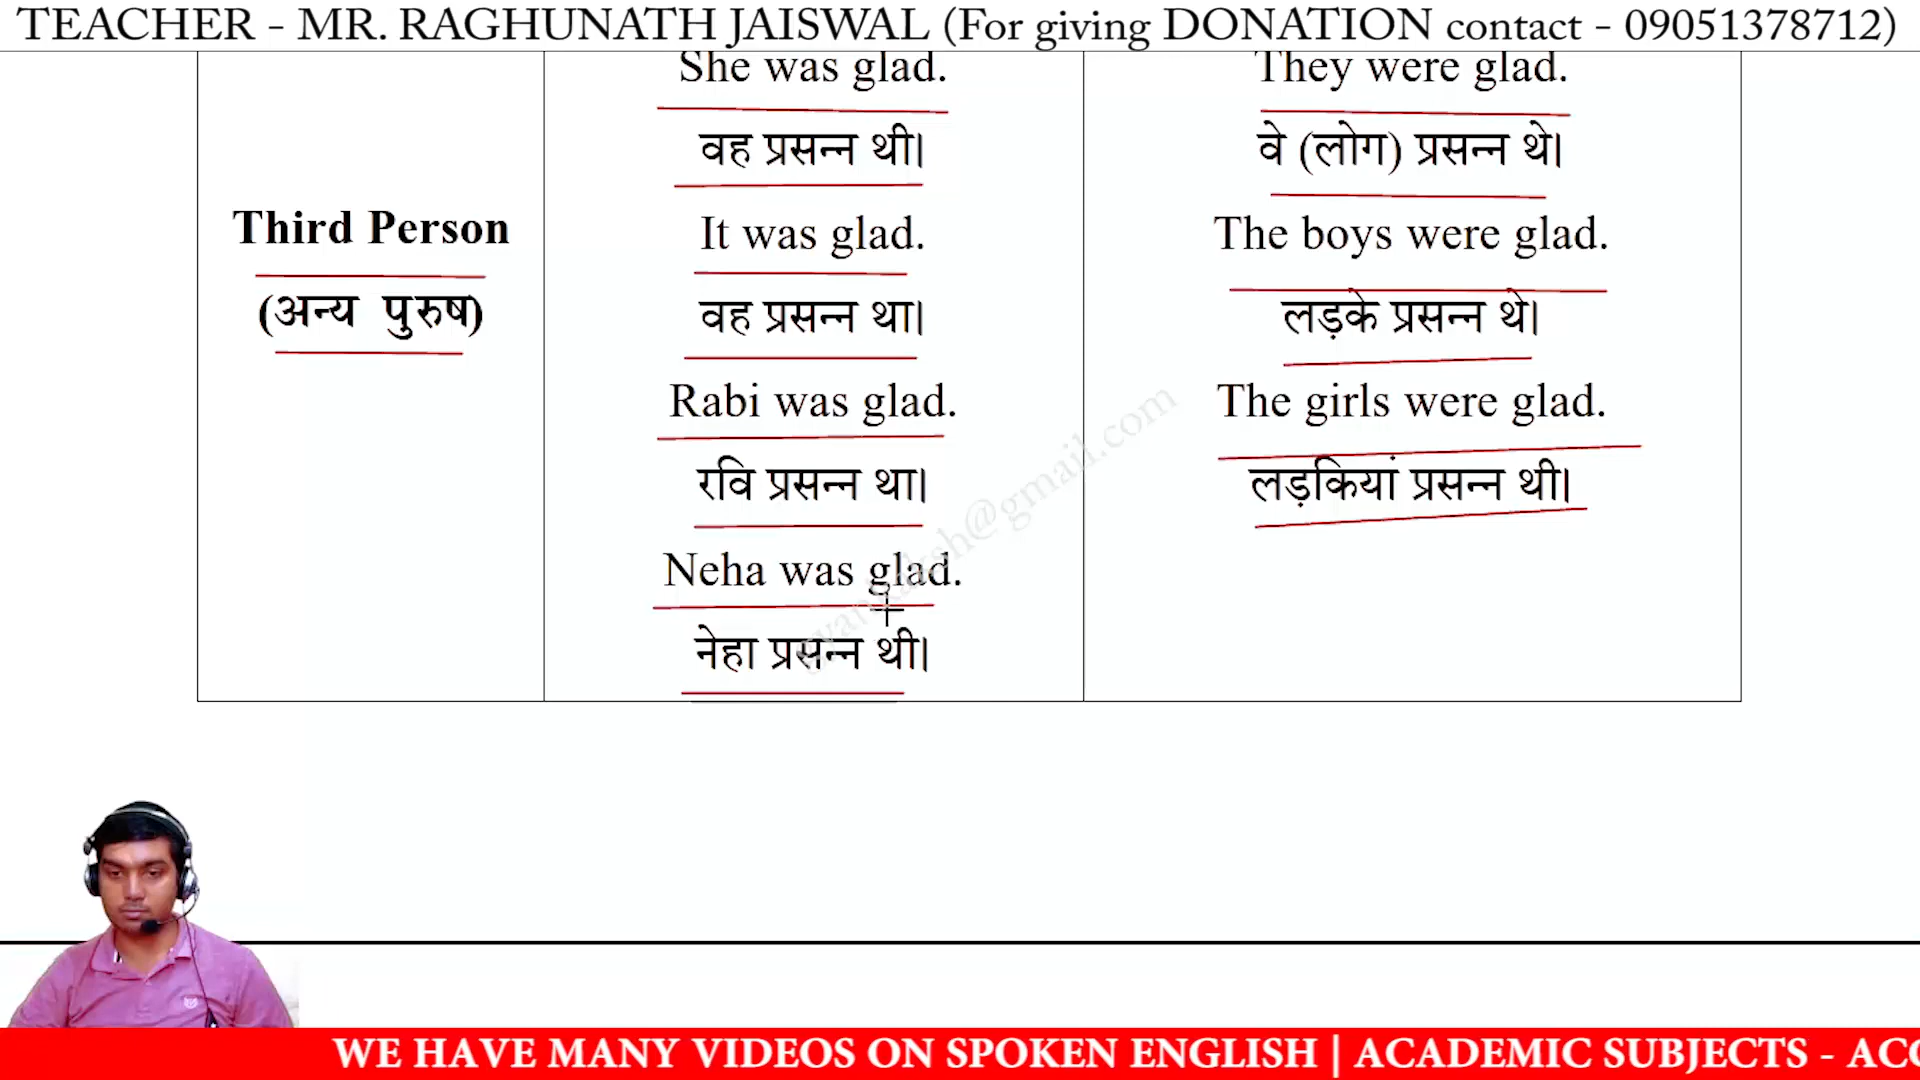 TEACHER - MR. RAGHUNATH JAISWAL (For giving DONATION contact - 09051378712)
She was glad.
वह प्रसन्न थी।
It was glad.
वह प्रसन्न था।
Rabi was glad.
रवि प्रसन्न था।
Neha was glad.
नेहा प्रसन्न थी।
They were glad.
वे (लोग) प्रसन्न थे।
The boys were glad.
लड़के प्रसन्न थे।
The girls were glad.
लड़कियां प्रसन्न थी।
Third Person
(अन्य पुरुष)
WE HAVE MANY VIDEOS ON SPOKEN ENGLISH | ACADEMIC SUBJECTS -